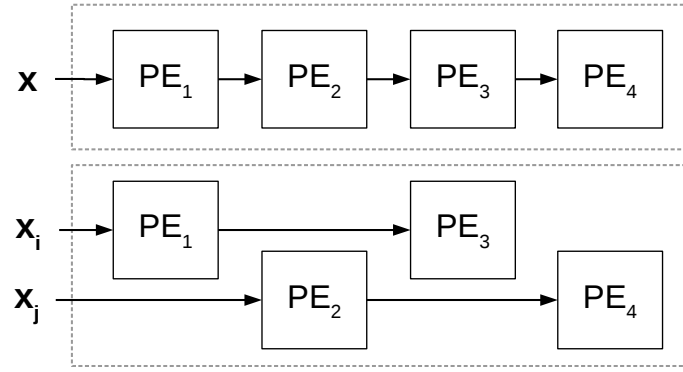 x PE₁ PE₂ PE₃ PE₄
xᵢ PE₁ PE₃
xⱼ PE₂ PE₄